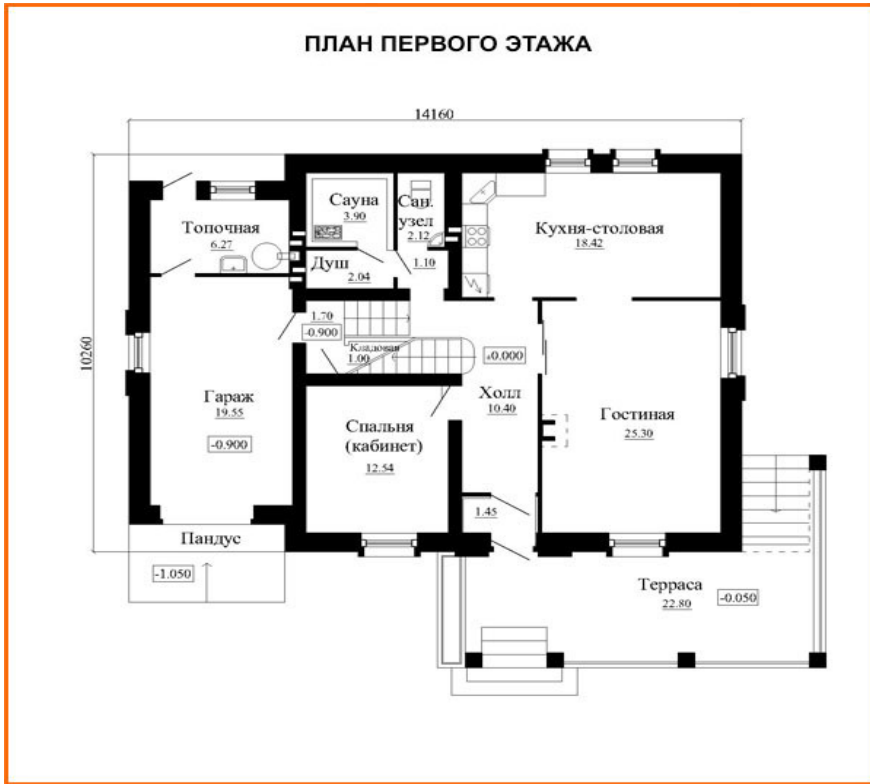 ПЛАН ПЕРВОГО ЭТАЖА
14160
10260
Топочная
6.27
Сауна
3.90
Сан.
узел
2.12
Душ
2.04
1.10
Кухня-столовая
18.42
1.70
-0.900
Кладовая
1.00
±0.000
Гараж
19.55
-0.900
Спальня
(кабинет)
12.54
Холл
10.40
Гостиная
25.30
1.45
Пандус
-1.050
Терраса
22.80
-0.050